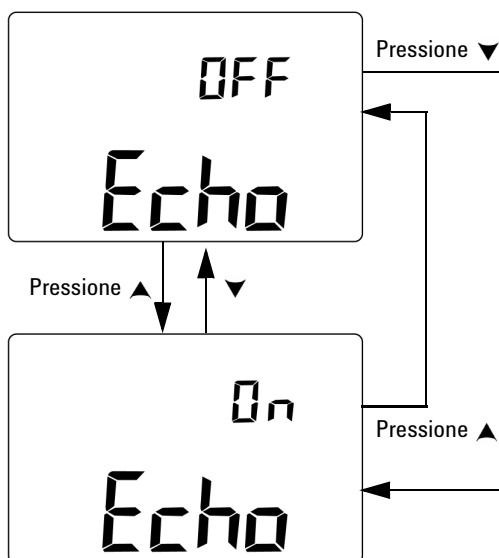 OFF
Pressione ▼
Echo
Pressione ▲ ▼
On
Pressione ▲
Echo